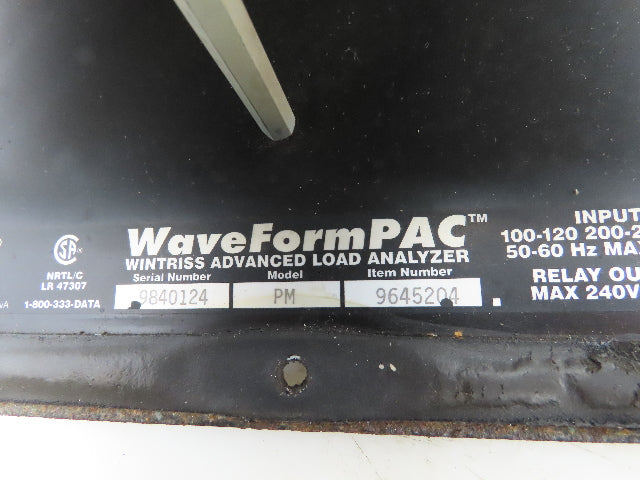 WaveFormPAC™
WINTRISS ADVANCED LOAD ANALYZER
Serial Number Model Item Number
9840124 PM 9645204
SA
NRTL/C
LR 47307
1-800-333-DATA
INPUT
100-120 200-2
50-60 Hz MA
RELAY OU
MAX 240V